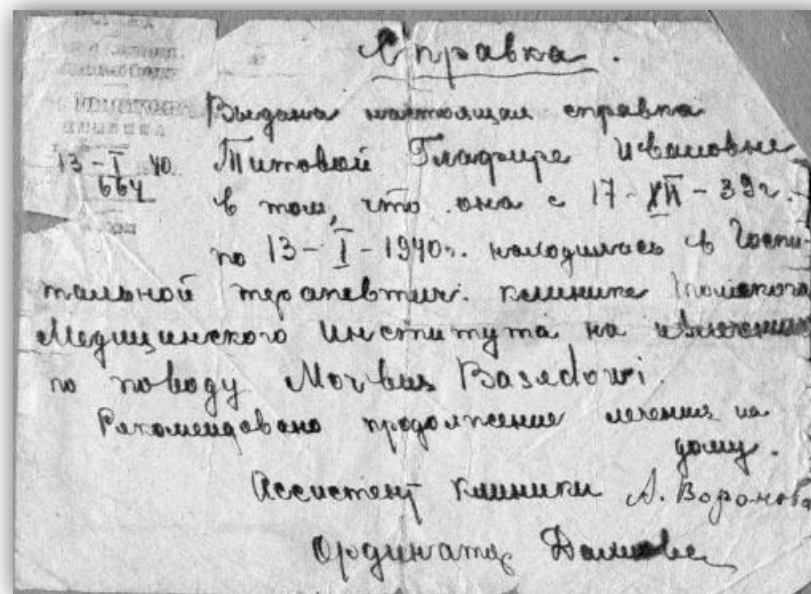 Справка.
Выдана настоящая справка
13-I 40
664
Титовой Глафире Ивановне
в том, что она с 17-XII-39г.
по 13-I-1940г. находилась в Госпи-
тальной терапевтич. клинике Томского
Медицинского Института на излечении
по поводу Morbus Basedowi.
Рекомендовано продолжение лечения на
дому.
Ассистент клиники А. Воронова
Ординатор